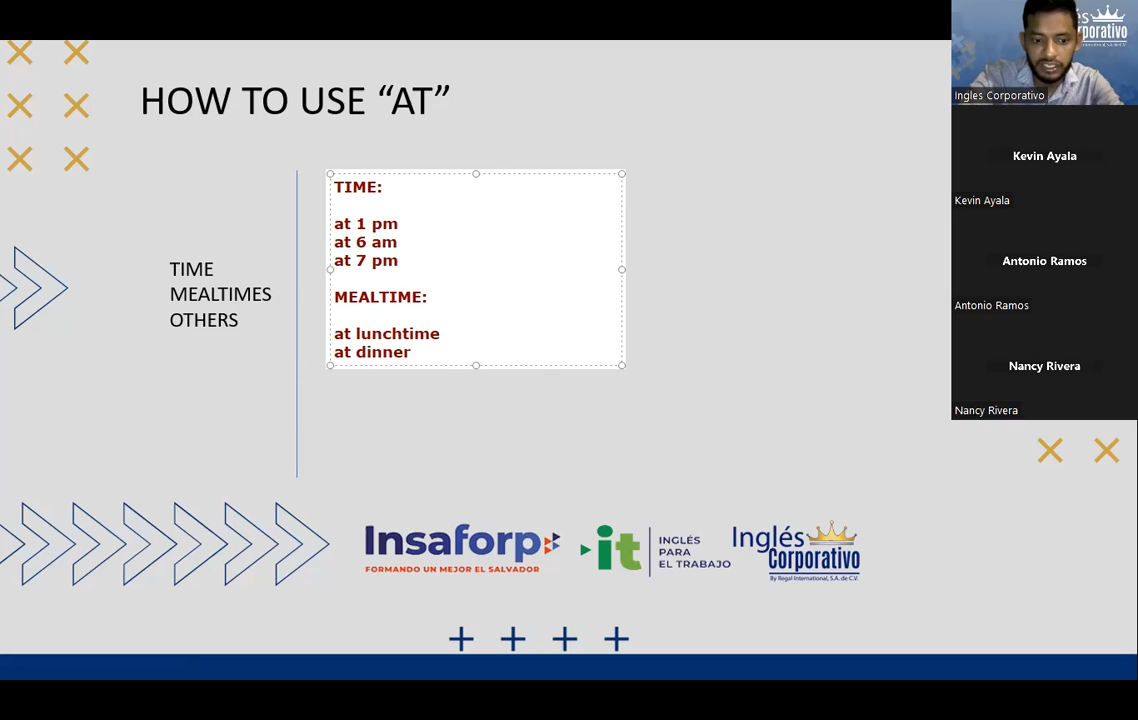 HOW TO USE “AT”
TIME
MEALTIMES
OTHERS
TIME:
at 1 pm
at 6 am
at 7 pm
MEALTIME:
at lunchtime
at dinner
Insaforp
FORMANDO UN MEJOR EL SALVADOR
it
INGLÉS
PARA
EL TRABAJO
Inglés
Corporativo
By Regal International, S.A. de C.V.
Ingles Corporativo
Kevin Ayala
Kevin Ayala
Antonio Ramos
Antonio Ramos
Nancy Rivera
Nancy Rivera